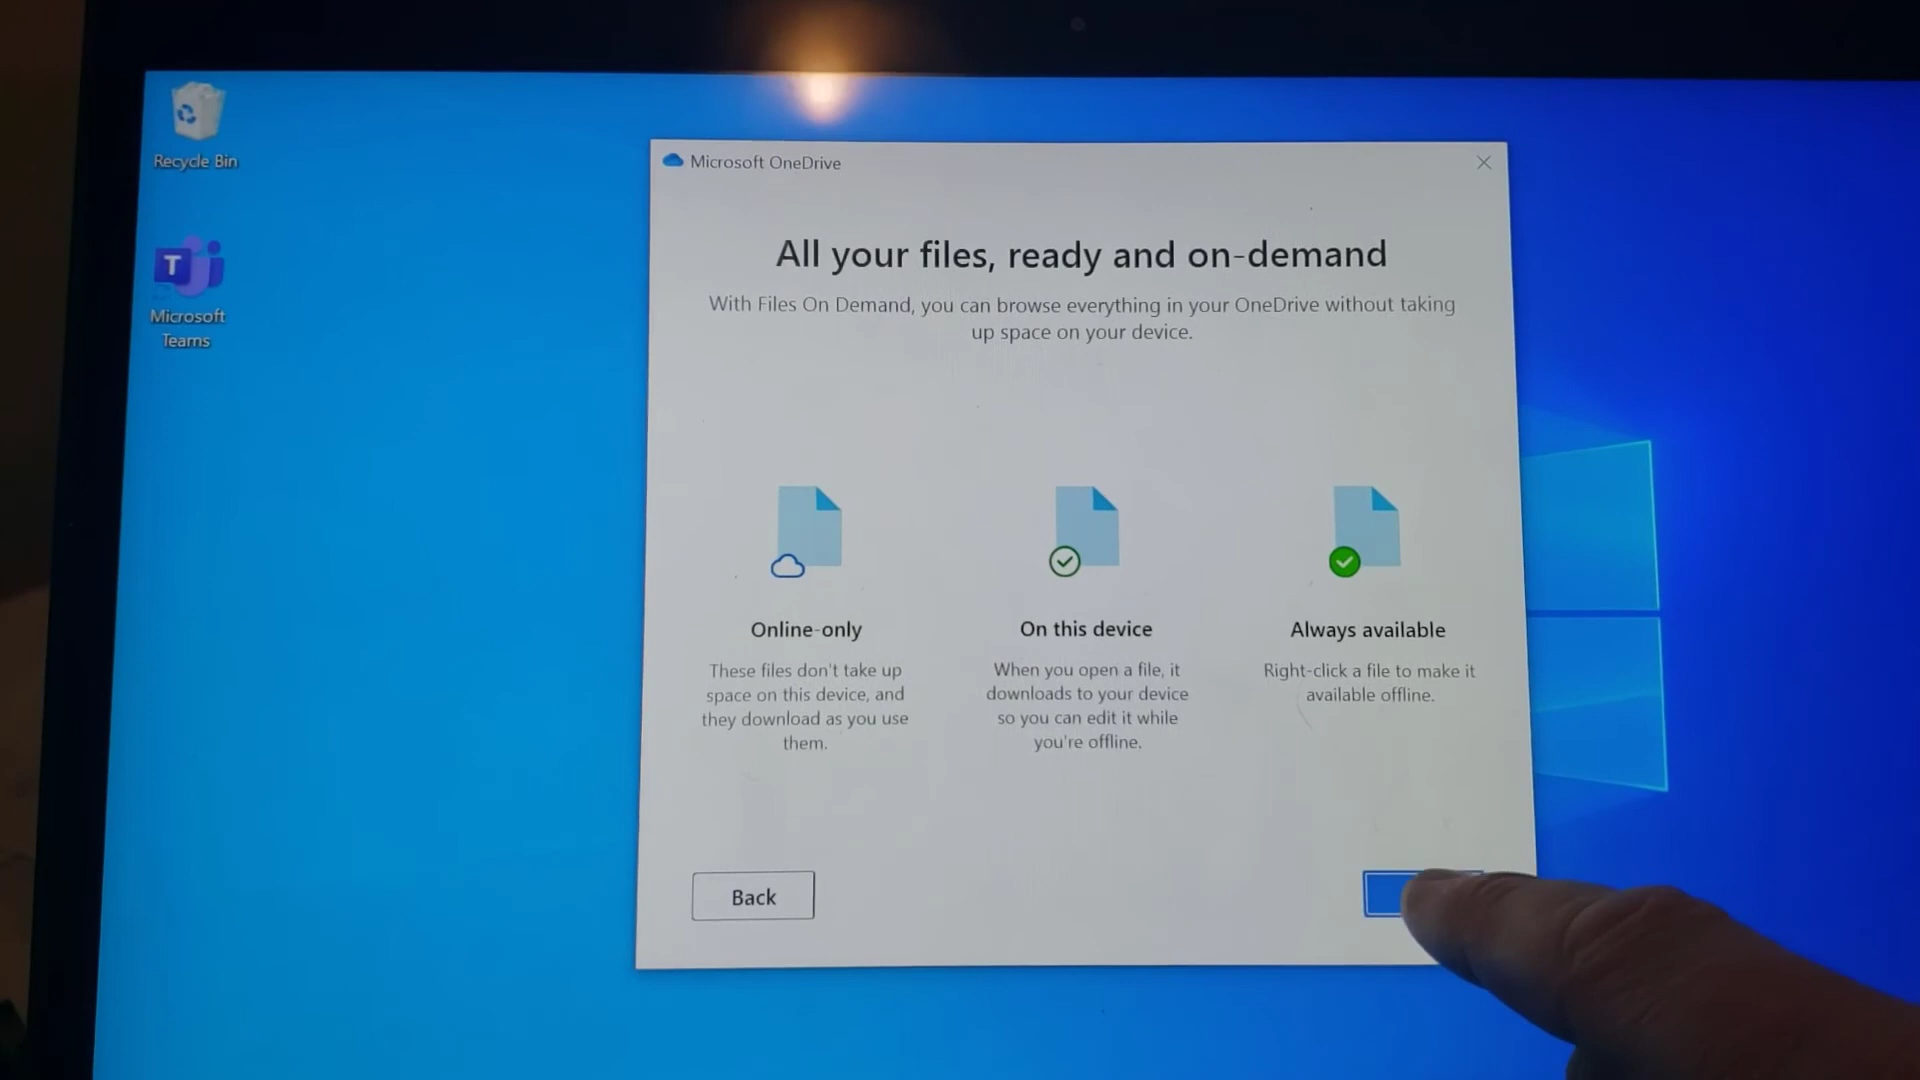 Recycle Bin
T
Microsoft
Teams
Microsoft OneDrive
All your files, ready and on-demand
With Files On Demand, you can browse everything in your OneDrive without taking
up space on your device.
Online-only
These files don't take up
space on this device, and
they download as you use
them.
On this device
When you open a file, it
downloads to your device
so you can edit it while
you're offline.
Always available
Right-click a file to make it
available offline.
Back